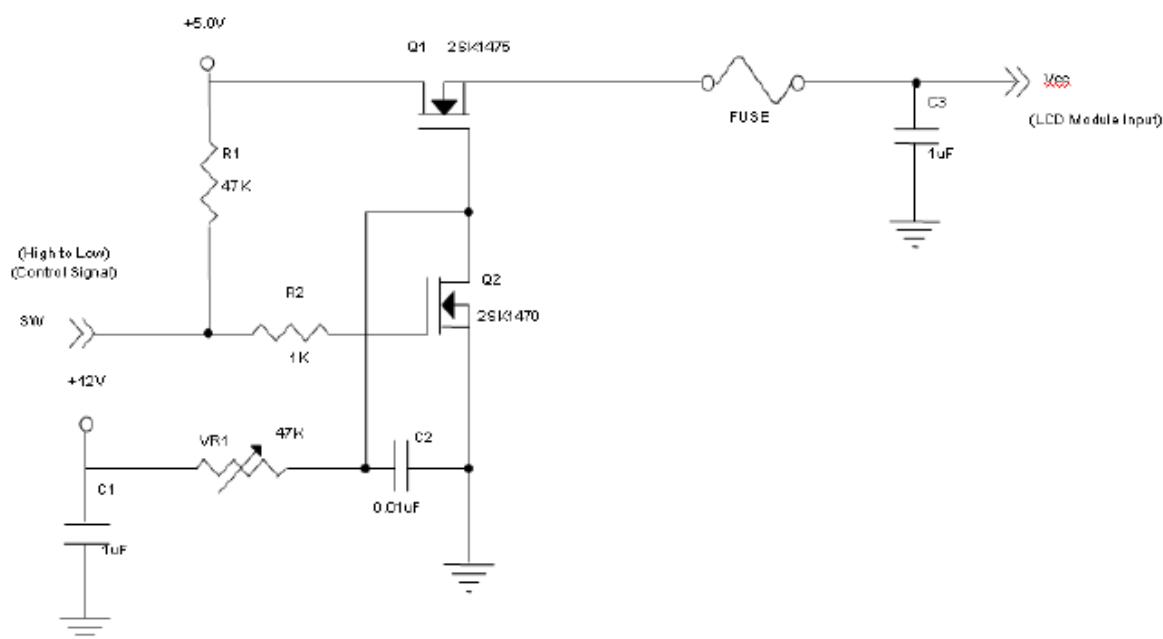 +5.0V
Q1 2SK1475
FUSE
Vcc
(LCD Module Input)
C3
1uF
R1
47K
(High to Low)
(Control Signal)
SW
R2
1K
Q2
2SK1470
+12V
VR1
47K
C2
0.01uF
C1
1uF